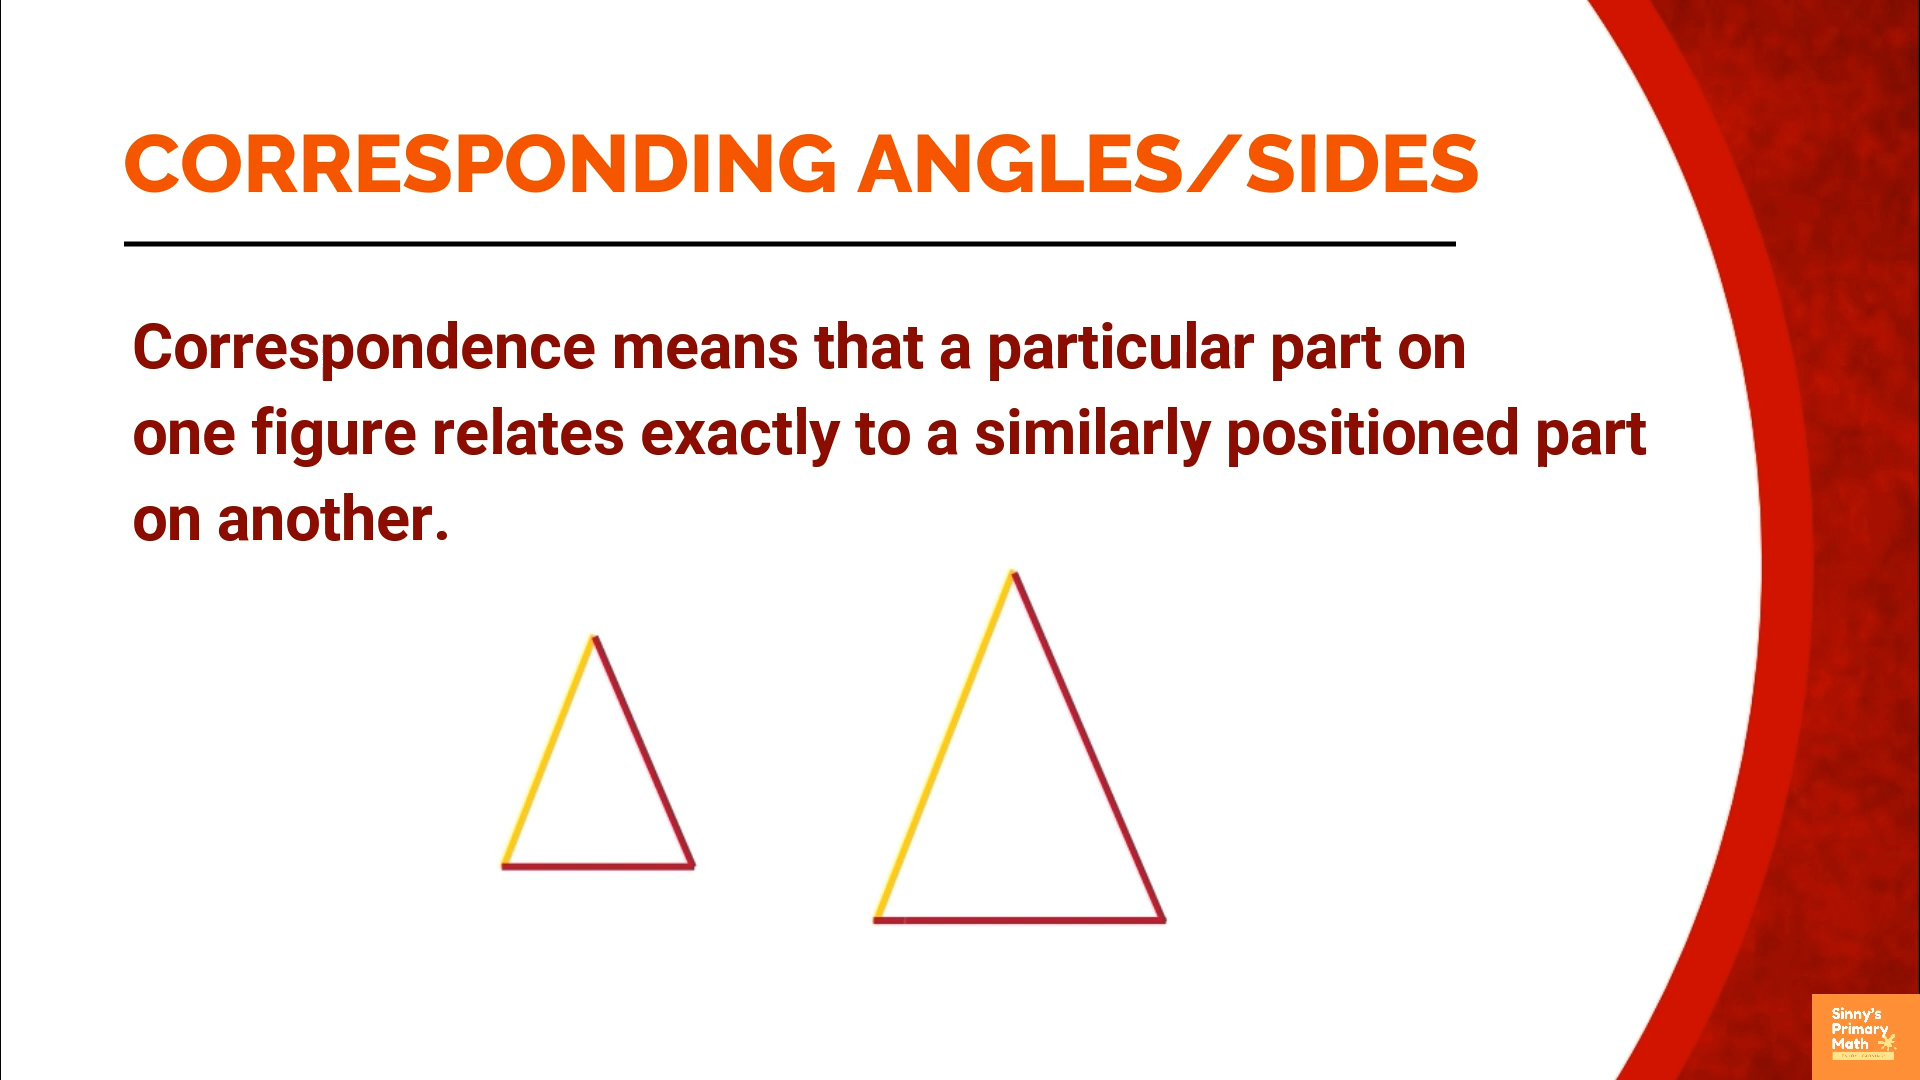 CORRESPONDING ANGLES/SIDES
Correspondence means that a particular part on
one figure relates exactly to a similarly positioned part
on another.
Sinny's
Primary
Math